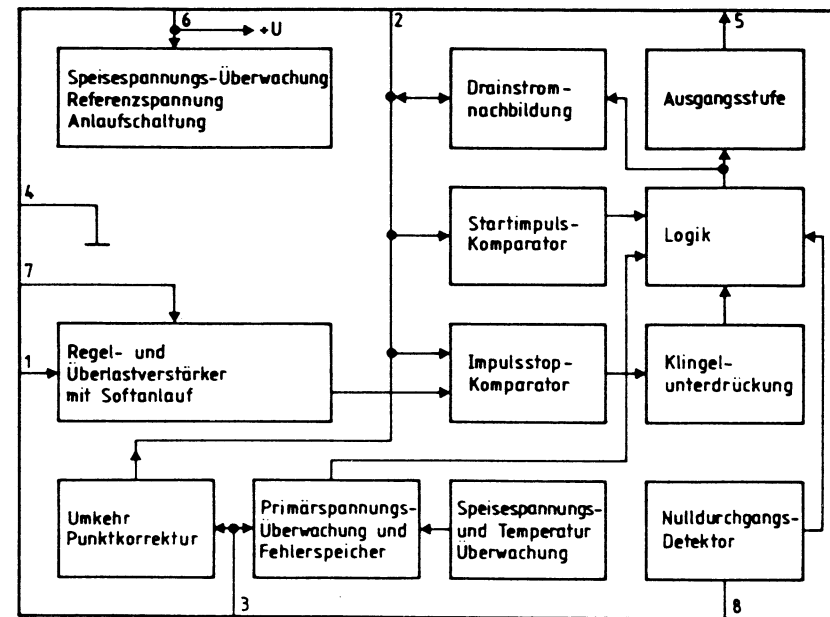 6
+U
2
5
Speisespannungs-Überwachung
Referenzspannung
Anlaufschaltung
Drainstrom-
nachbildung
Ausgangsstufe
4
Startimpuls-
Komparator
Logik
7
1
Regel- und
Überlastverstärker
mit Softanlauf
Impulsstop-
Komparator
Klingel-
unterdrückung
Umkehr
Punktkorrektur
Primärspannungs-
Überwachung und
Fehlerspeicher
Speisespannungs-
und Temperatur
Überwachung
Nulldurchgangs-
Detektor
3
8